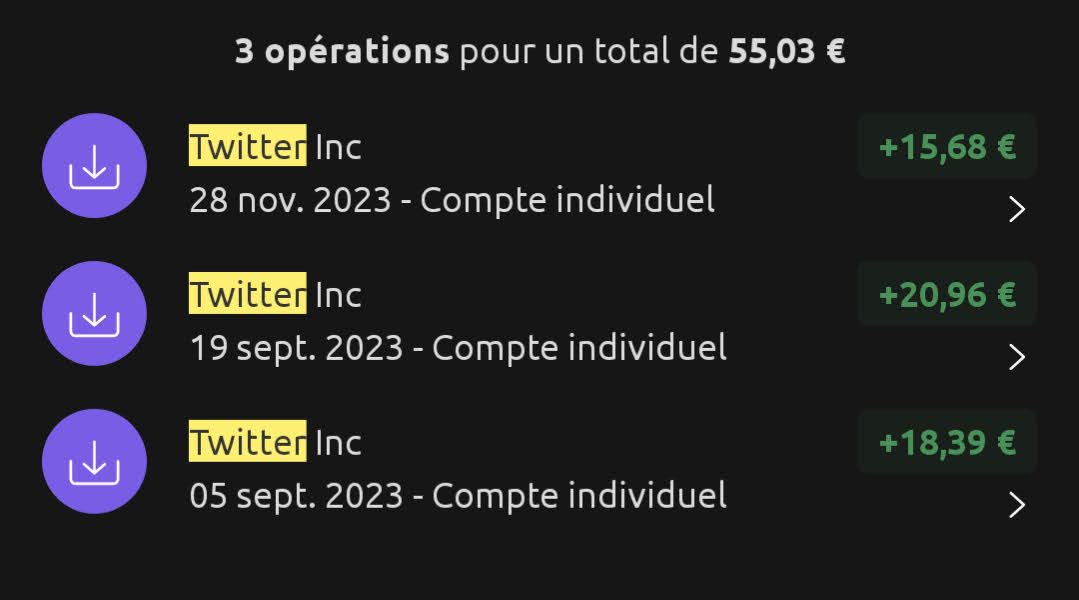 3 opérations pour un total de 55,03 €
Twitter Inc
+15,68 €
28 nov. 2023 - Compte individuel
Twitter Inc
+20,96 €
19 sept. 2023 - Compte individuel
Twitter Inc
+18,39 €
05 sept. 2023 - Compte individuel